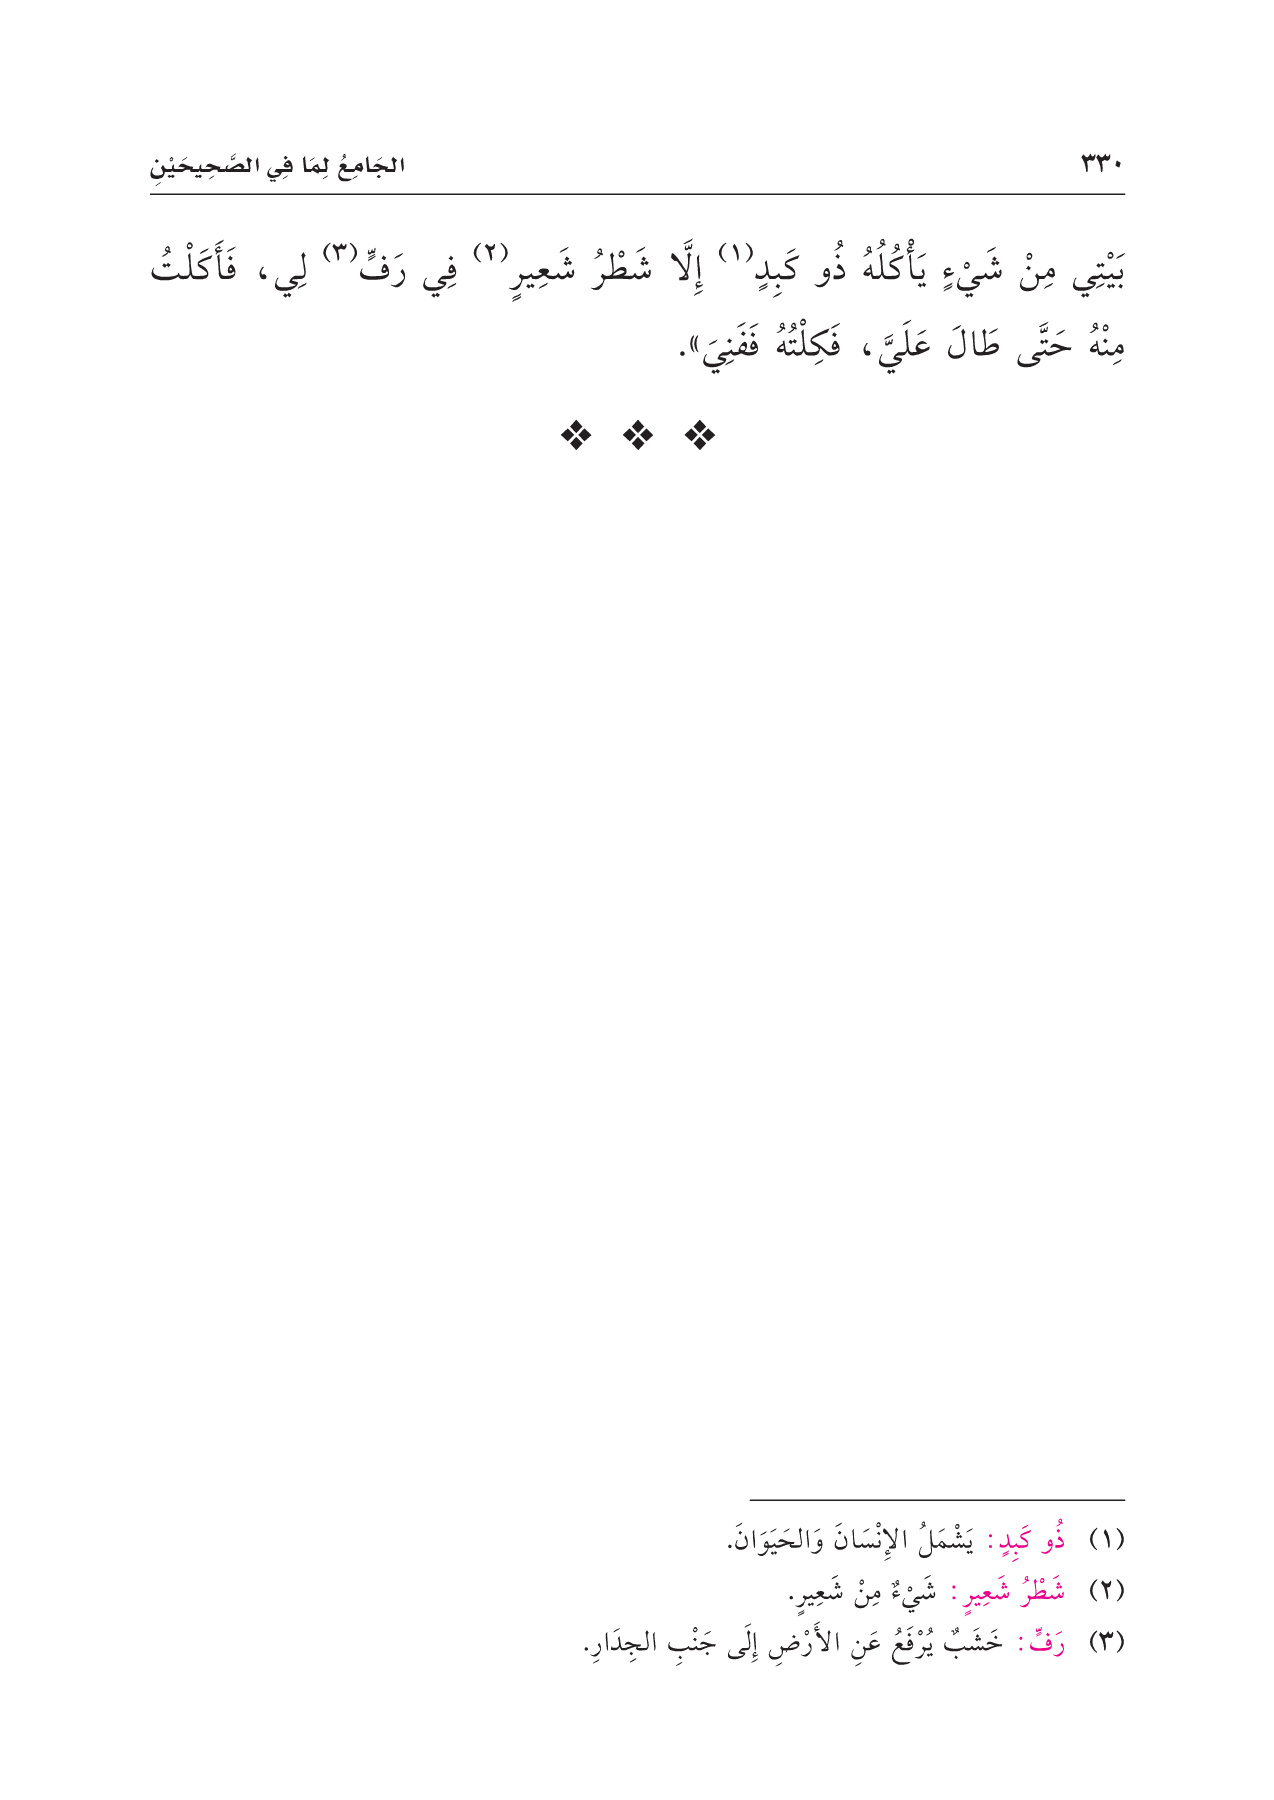 ٣٣٠ الجَامِعُ لِمَا فِي الصَّحِيحَيْنِ
بَيْتِي مِنْ شَيْءٍ يَأْكُلُهُ ذُو كَبِدٍ(١) إِلَّا شَطْرُ شَعِيرٍ(٢) فِي رَفٍّ(٣) لِي، فَأَكَلْتُ
مِنْهُ حَتَّى طَالَ عَلَيَّ، فَكِلْتُهُ فَفَنِيَ».
❖ ❖ ❖
(١) ذُو كَبِدٍ: يَشْمَلُ الإِنْسَانَ وَالحَيَوَانَ.
(٢) شَطْرُ شَعِيرٍ: شَيْءٌ مِنْ شَعِيرٍ.
(٣) رَفٍّ: خَشَبٌ يُرْفَعُ عَنِ الأَرْضِ إِلَى جَنْبِ الجِدَارِ.